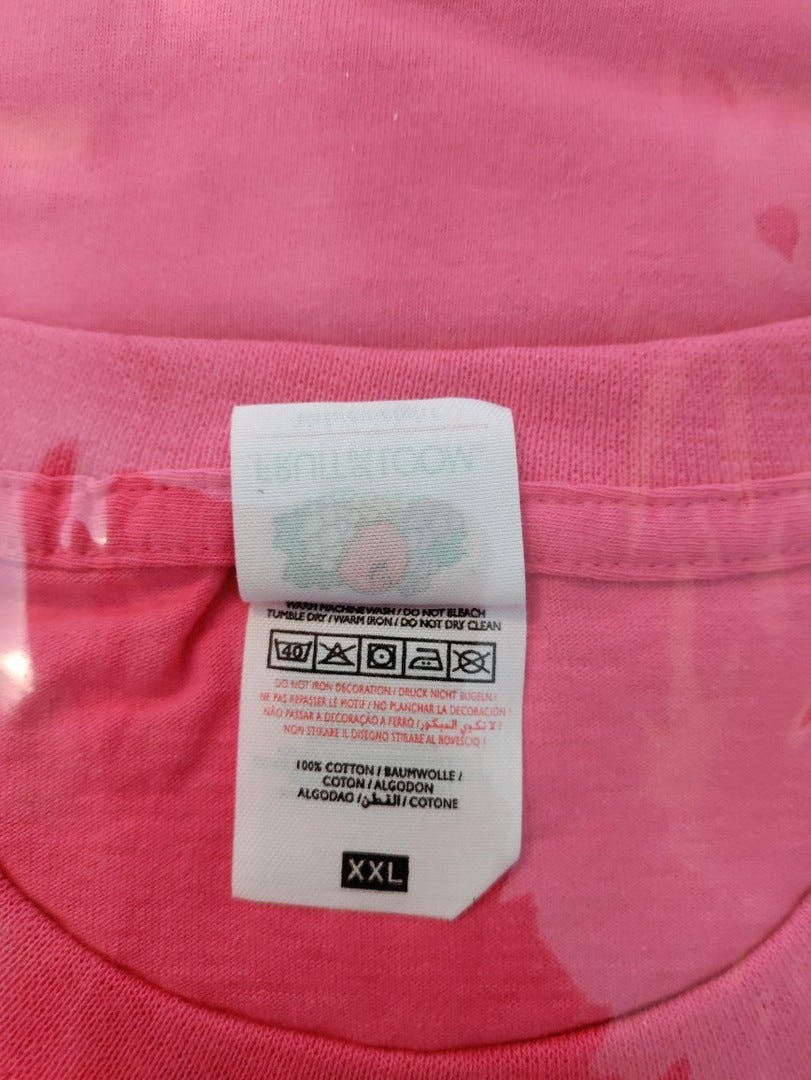 WARM MACHINE WASH / DO NOT BLEACH
TUMBLE DRY / WARM IRON / DO NOT DRY CLEAN
40
DO NOT IRON DECORATION / DRUCK NICHT BÜGELN !
NE PAS REPASSER LE MOTIF / NO PLANCHAR LA DECORACIÓN !
NÃO PASSAR A DECORAÇÃO A FERRO / لا تكوي الديكور !
NON STIRARE IL DISEGNO STIRARE AL ROVESCIO !
100% COTTON / BAUMWOLLE /
COTON / ALGODON
ALGODAO / القطن / COTONE
XXL